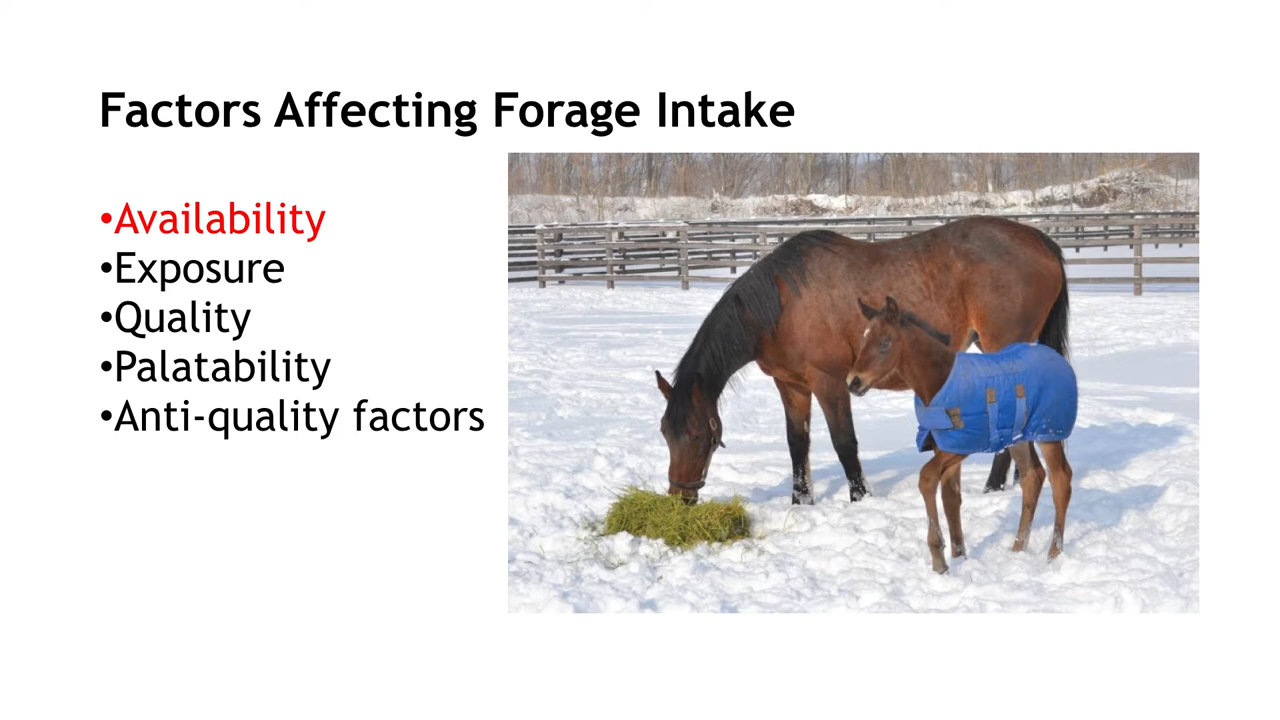 Factors Affecting Forage Intake
•Availability
•Exposure
•Quality
•Palatability
•Anti-quality factors